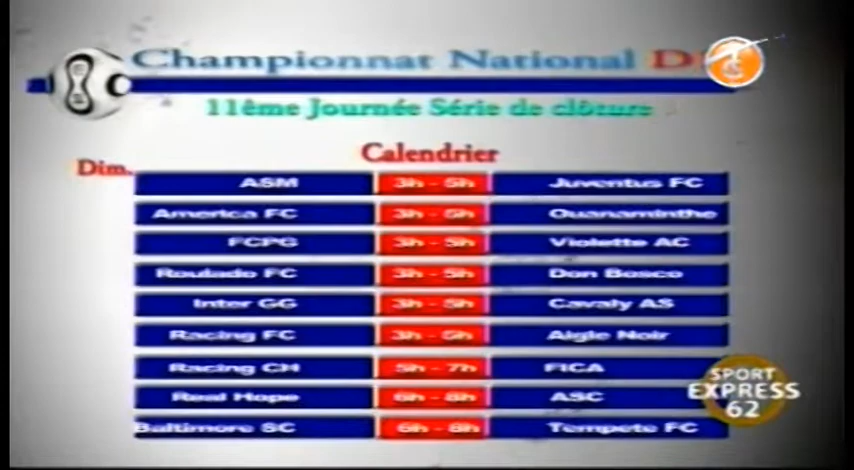 Championnat National D
11ème Journée Série de clôture
Calendrier
Dim.
ASM 3h - 5h Juventus FC
America FC 3h - 5h Ouanaminthe
FCPG 3h - 5h Violette AC
Roulado FC 3h - 5h Don Bosco
Inter GG 3h - 5h Cavaly AS
Racing FC 3h - 5h Aigle Noir
Racing CH 5h - 7h FICA
Real Hope 6h - 8h ASC
Baltimore SC 6h - 8h Tempete FC
SPORT
EXPRESS
62